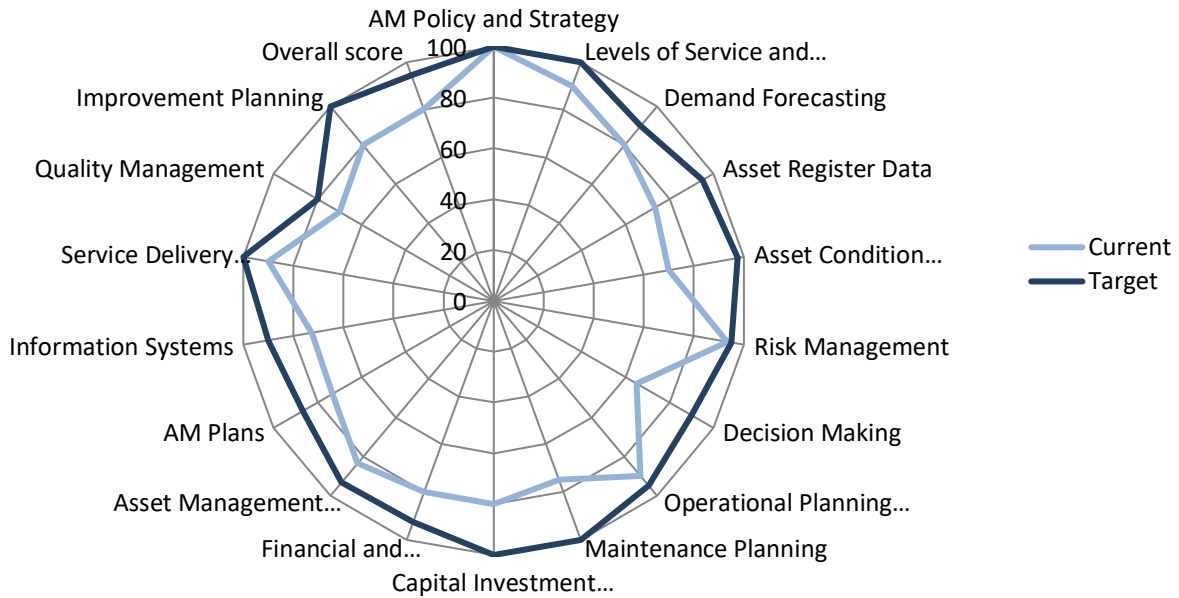 AM Policy and Strategy
Overall score
100
Levels of Service and...
Improvement Planning
80
Demand Forecasting
60
Quality Management
Asset Register Data
40
Service Delivery...
20
Asset Condition...
Current
Target
0
Information Systems
Risk Management
AM Plans
Decision Making
Asset Management...
Operational Planning...
Financial and...
Maintenance Planning
Capital Investment...